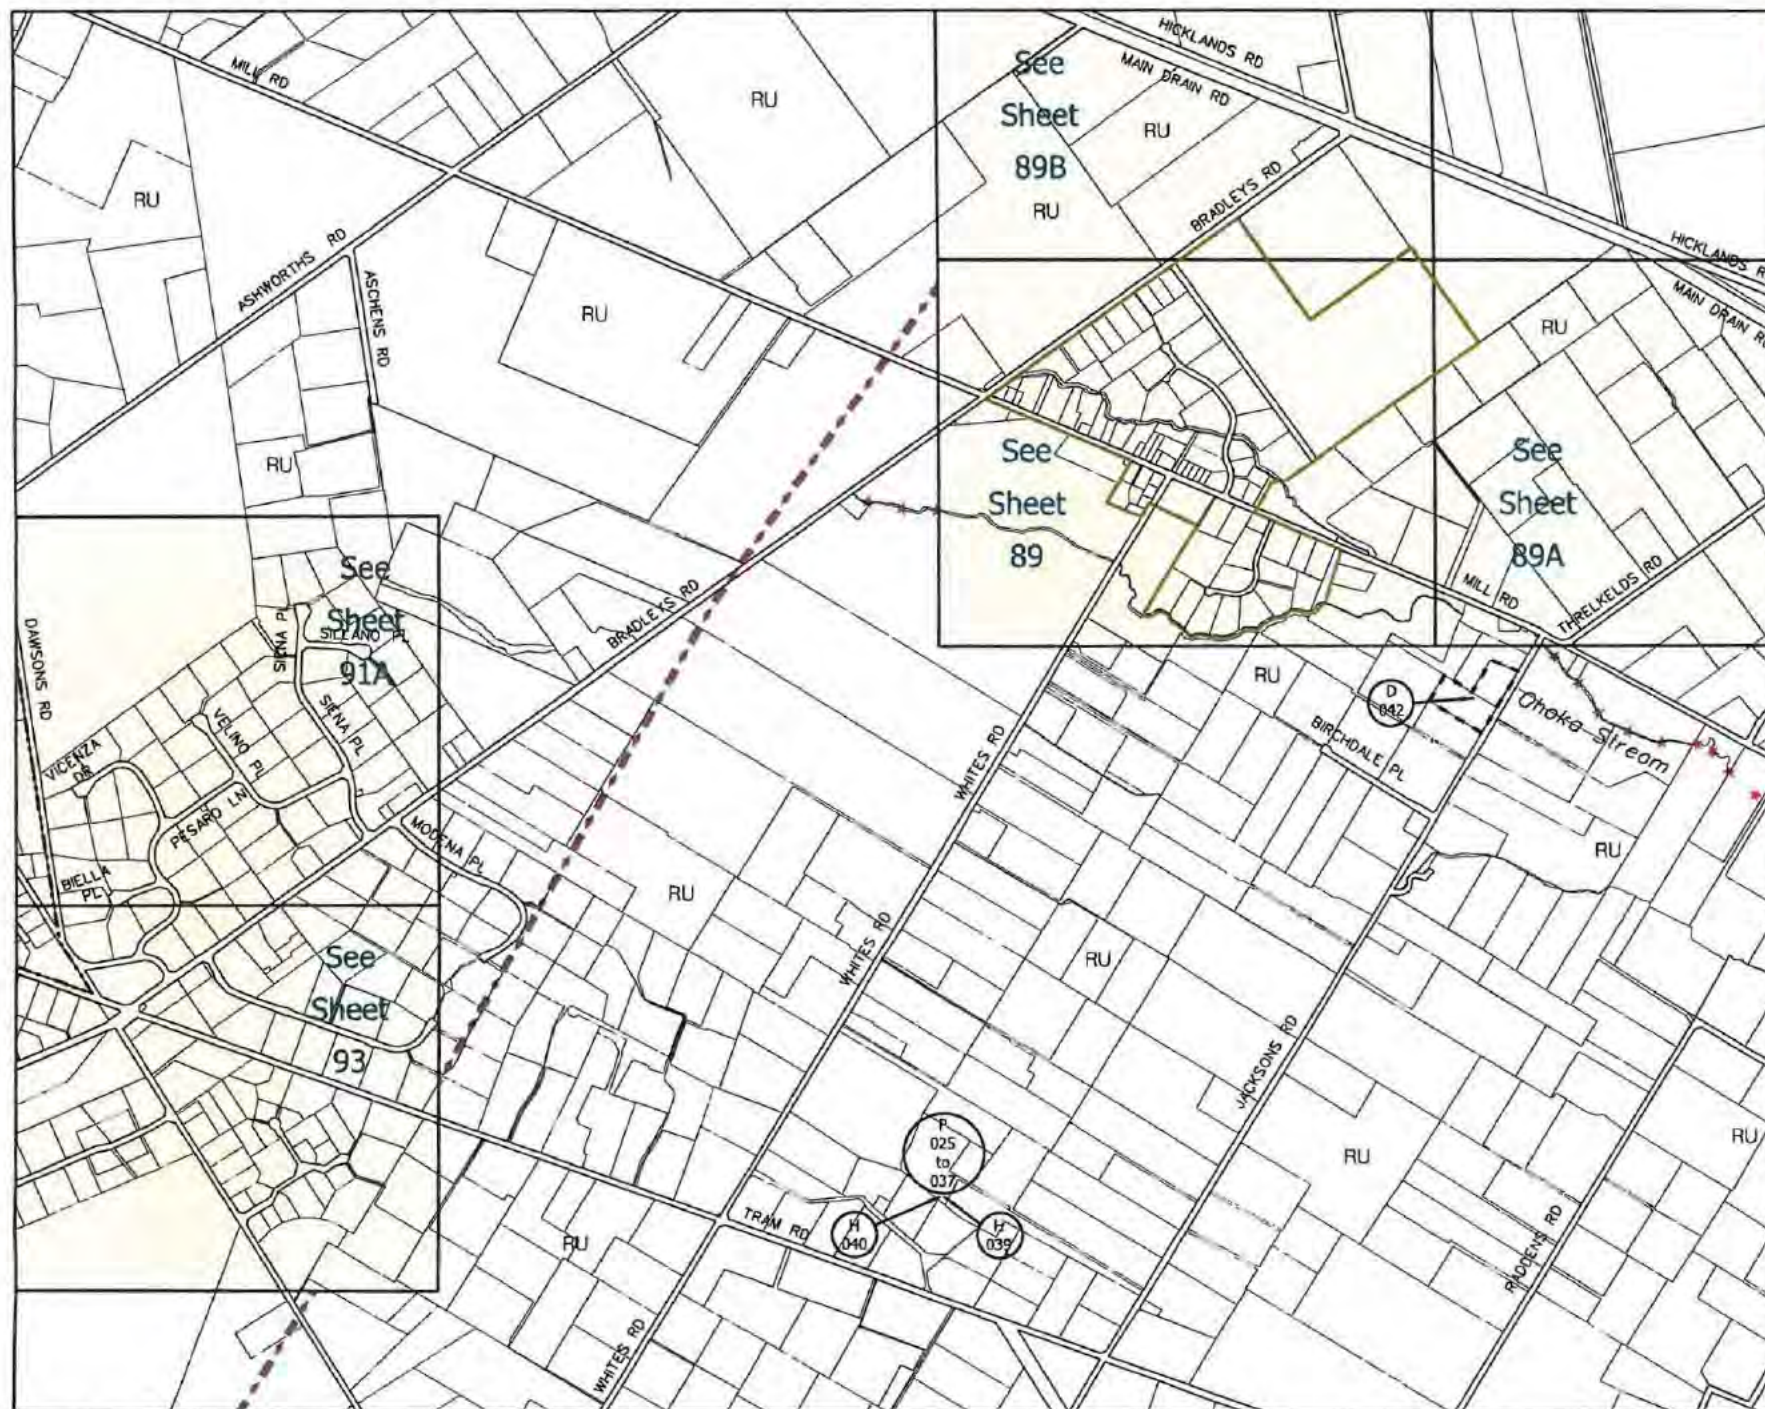 HICKLANDS RD
See
Sheet
89B
RU
MAIN DRAIN RD
RU
MILL RD
RU
RU
BRADLEYS RD
ASHWORTHS RD
ASCHENS RD
RU
HICKLANDS R
MAIN DRAIN RD
RU
RU
See
Sheet
89
See
Sheet
89A
MILL RD
THRELKELDS RD
See
Sheet
91A
SIENA PL
SILLANO PL
SIENA PL
DAWSONS RD
VELINO PL
VICENZA
DR
PESARO LN
BIELLA
PL
BRADLEYS RD
MODENA PL
RU
D
042
Ohoka Stream
BIRCHDALE PL
WHITES RD
RU
RU
WHITES RD
RU
See
Sheet
93
JACKSONS RD
P
025
to
037
H
040
H
039
TRAM RD
RU
RU
RU
RADDENS RD
WHITES RD